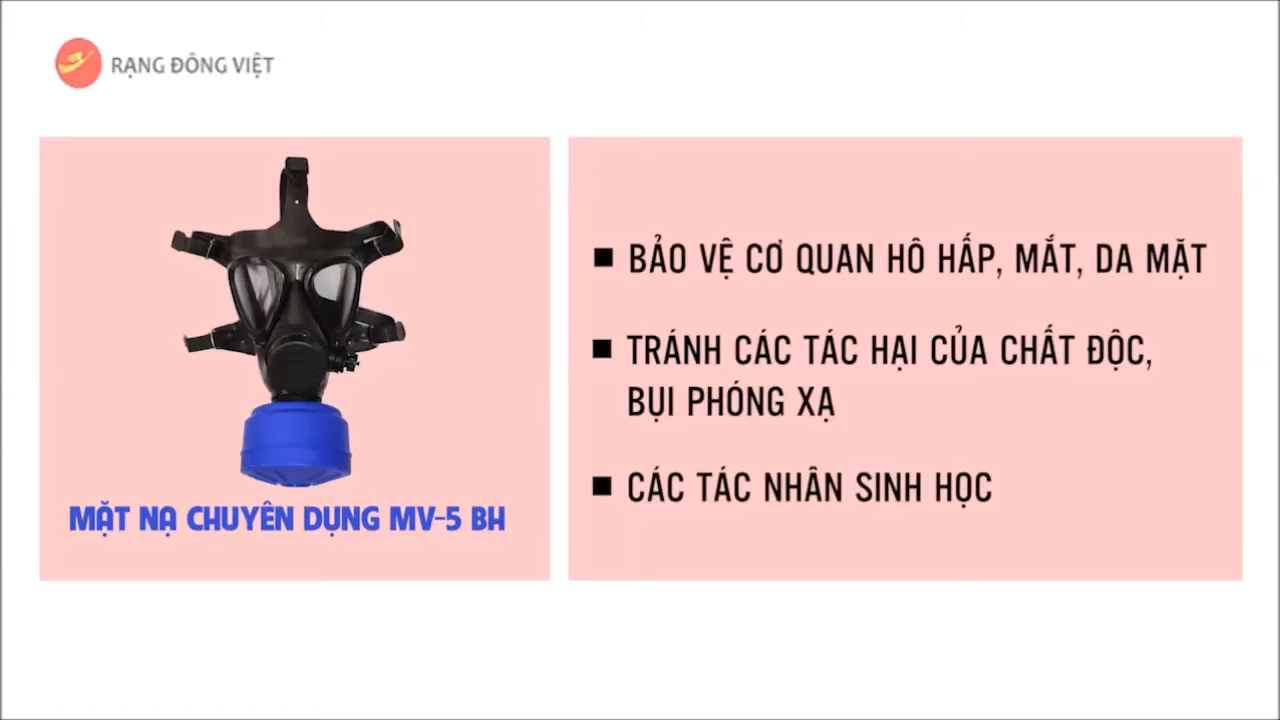 RẠNG ĐÔNG VIỆT
MẶT NẠ CHUYÊN DỤNG MV-5 BH
■ BẢO VỆ CƠ QUAN HÔ HẤP, MẮT, DA MẶT
■ TRÁNH CÁC TÁC HẠI CỦA CHẤT ĐỘC,
BỤI PHÓNG XẠ
■ CÁC TÁC NHÂN SINH HỌC